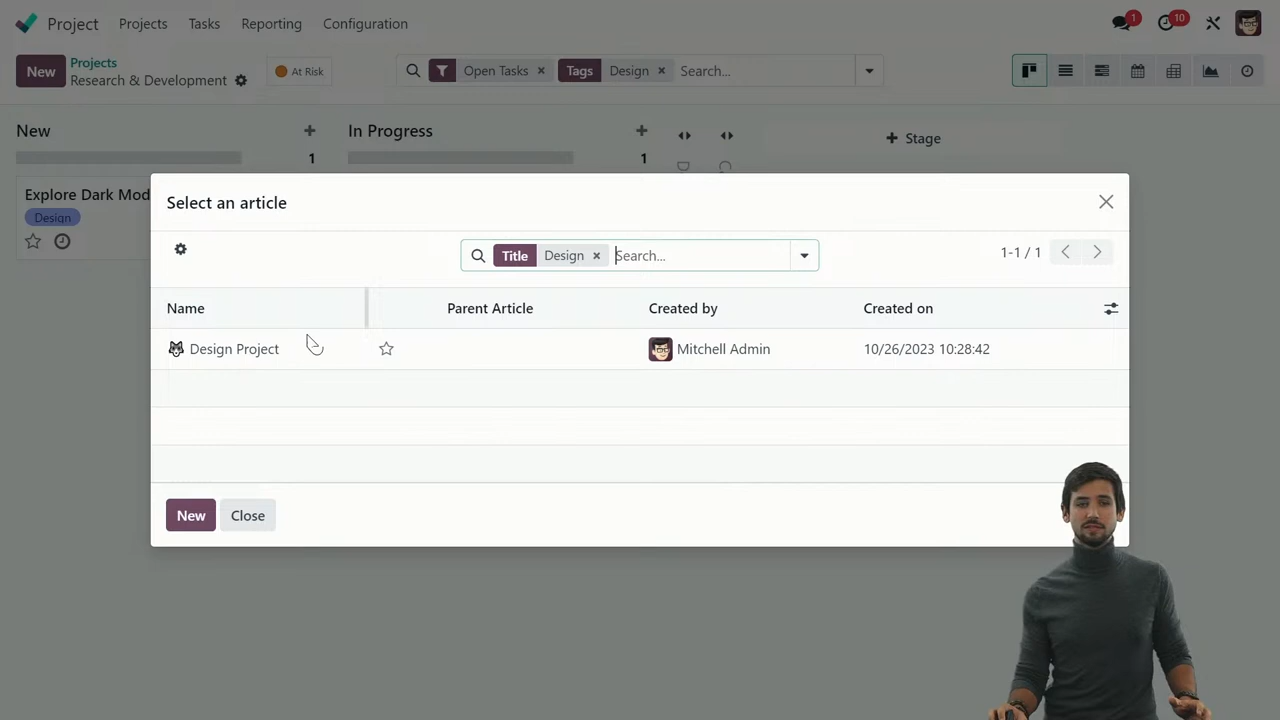 Project Projects Tasks Reporting Configuration 1 10
New Projects
Research & Development At Risk Open Tasks × Tags Design × Search...
New 1
In Progress 1
+ Stage
Explore Dark Mod
Design
Select an article
Title Design × Search... 1-1 / 1
Name Parent Article Created by Created on
Design Project Mitchell Admin 10/26/2023 10:28:42
New Close